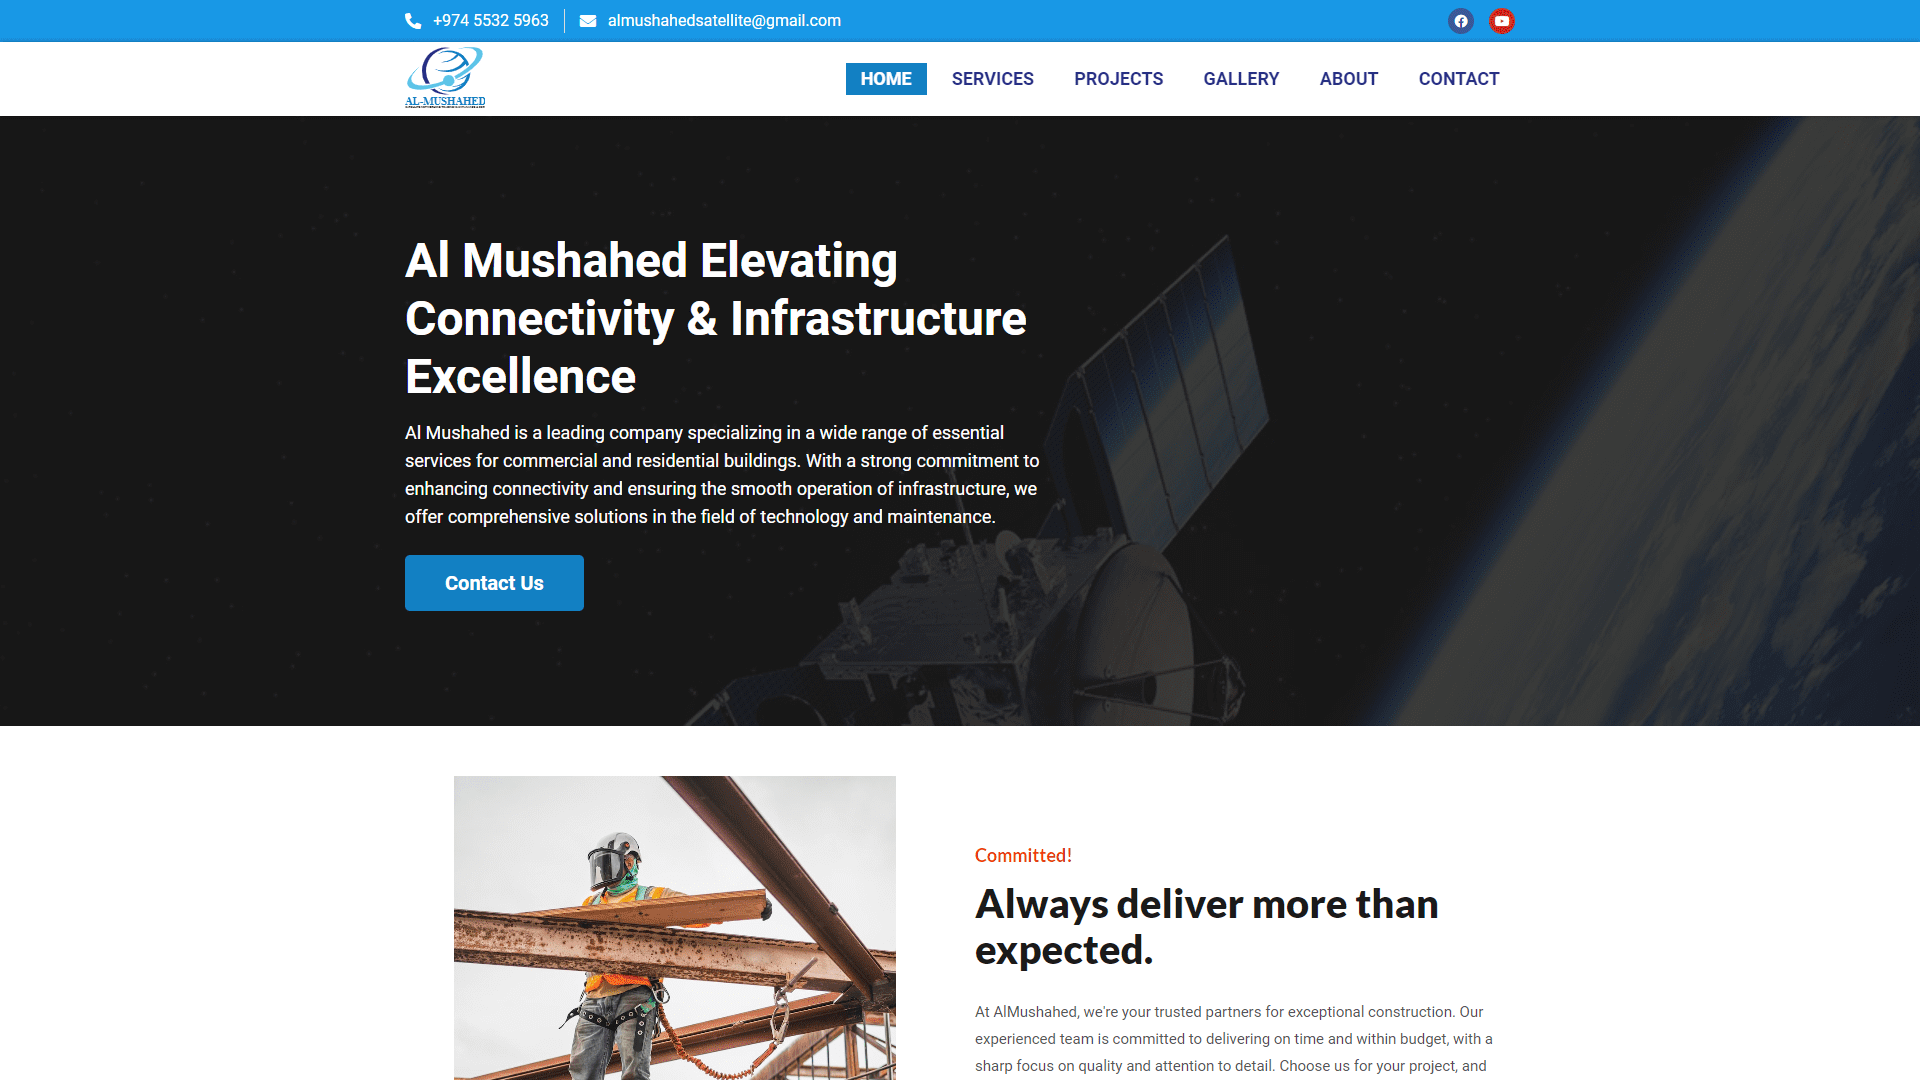 +974 5532 5963
almushahedsatellite@gmail.com
AL-MUSHAHED
HOME
SERVICES
PROJECTS
GALLERY
ABOUT
CONTACT
Al Mushahed Elevating
Connectivity & Infrastructure
Excellence
Al Mushahed is a leading company specializing in a wide range of essential
services for commercial and residential buildings. With a strong commitment to
enhancing connectivity and ensuring the smooth operation of infrastructure, we
offer comprehensive solutions in the field of technology and maintenance.
Contact Us
Committed!
Always deliver more than
expected.
At AlMushahed, we're your trusted partners for exceptional construction. Our
experienced team is committed to delivering on time and within budget, with a
sharp focus on quality and attention to detail. Choose us for your project, and